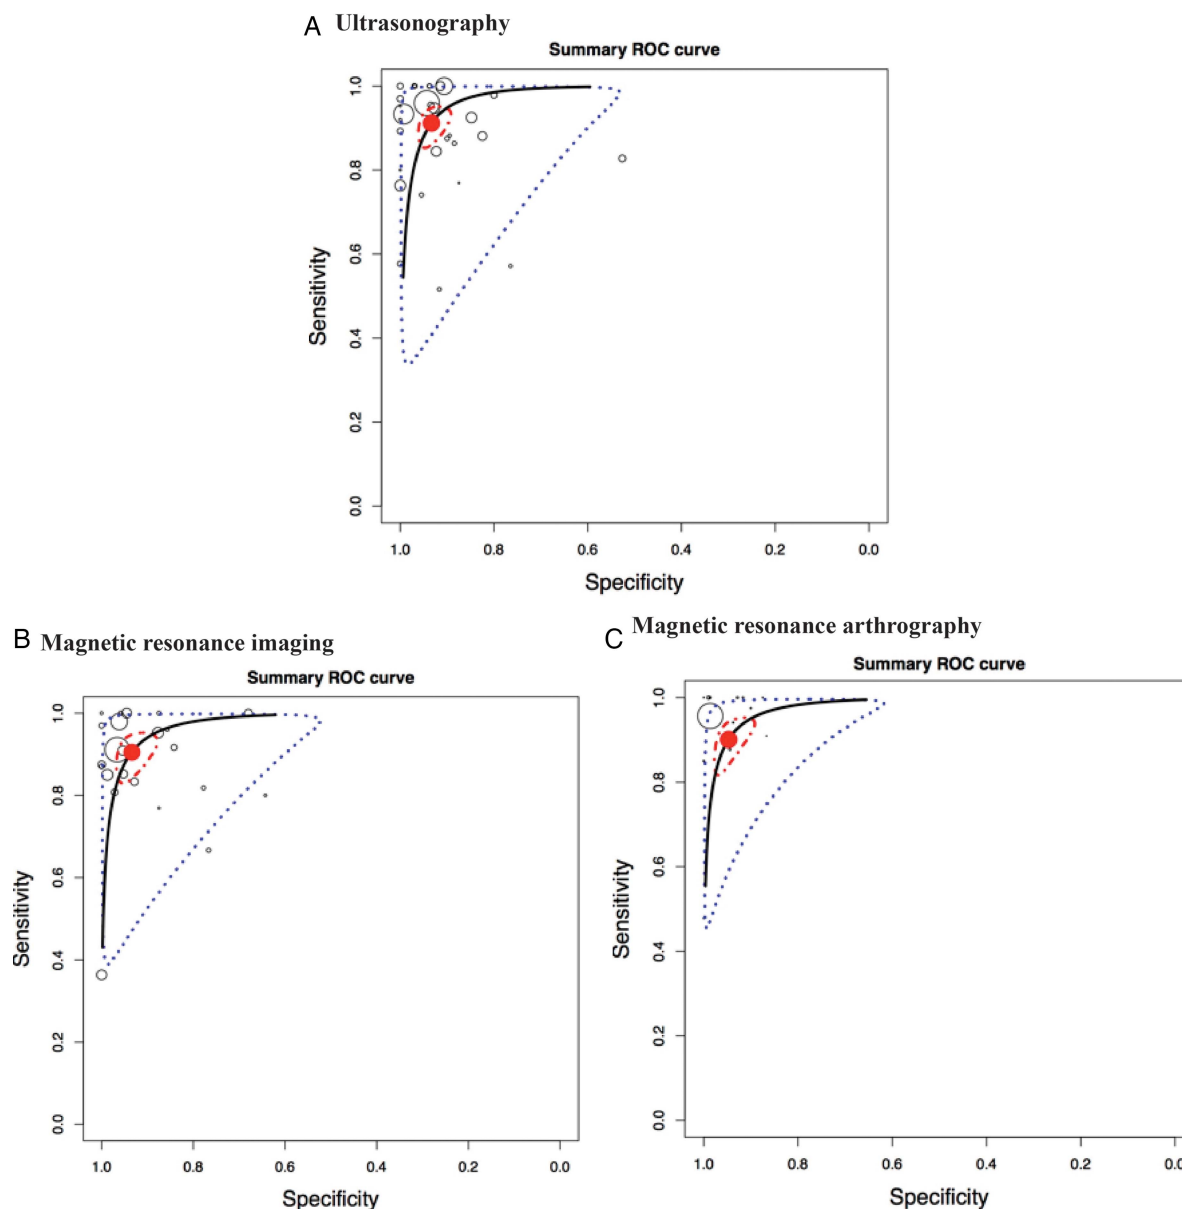 A Ultrasonography
Summary ROC curve
1.0
0.8
0.6
0.4
0.2
0.0
Sensitivity
1.0 0.8 0.6 0.4 0.2 0.0
Specificity
B Magnetic resonance imaging
Summary ROC curve
1.0
0.8
0.6
0.4
0.2
0.0
Sensitivity
1.0 0.8 0.6 0.4 0.2 0.0
Specificity
C Magnetic resonance arthrography
Summary ROC curve
1.0
0.8
0.6
0.4
0.2
0.0
Sensitivity
1.0 0.8 0.6 0.4 0.2 0.0
Specificity